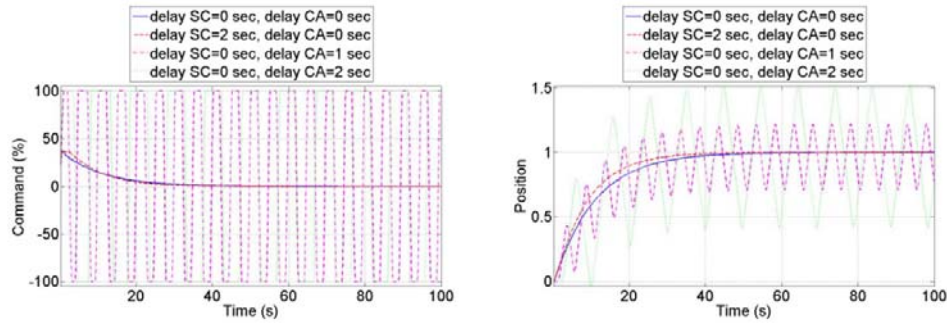 delay SC=0 sec, delay CA=0 sec
delay SC=2 sec, delay CA=0 sec
delay SC=0 sec, delay CA=1 sec
delay SC=0 sec, delay CA=2 sec
100
50
0
-50
-100
Command (%)
20
40
60
80
100
Time (s)
delay SC=0 sec, delay CA=0 sec
delay SC=2 sec, delay CA=0 sec
delay SC=0 sec, delay CA=1 sec
delay SC=0 sec, delay CA=2 sec
1.5
1
0.5
0
Position
20
40
60
80
100
Time (s)